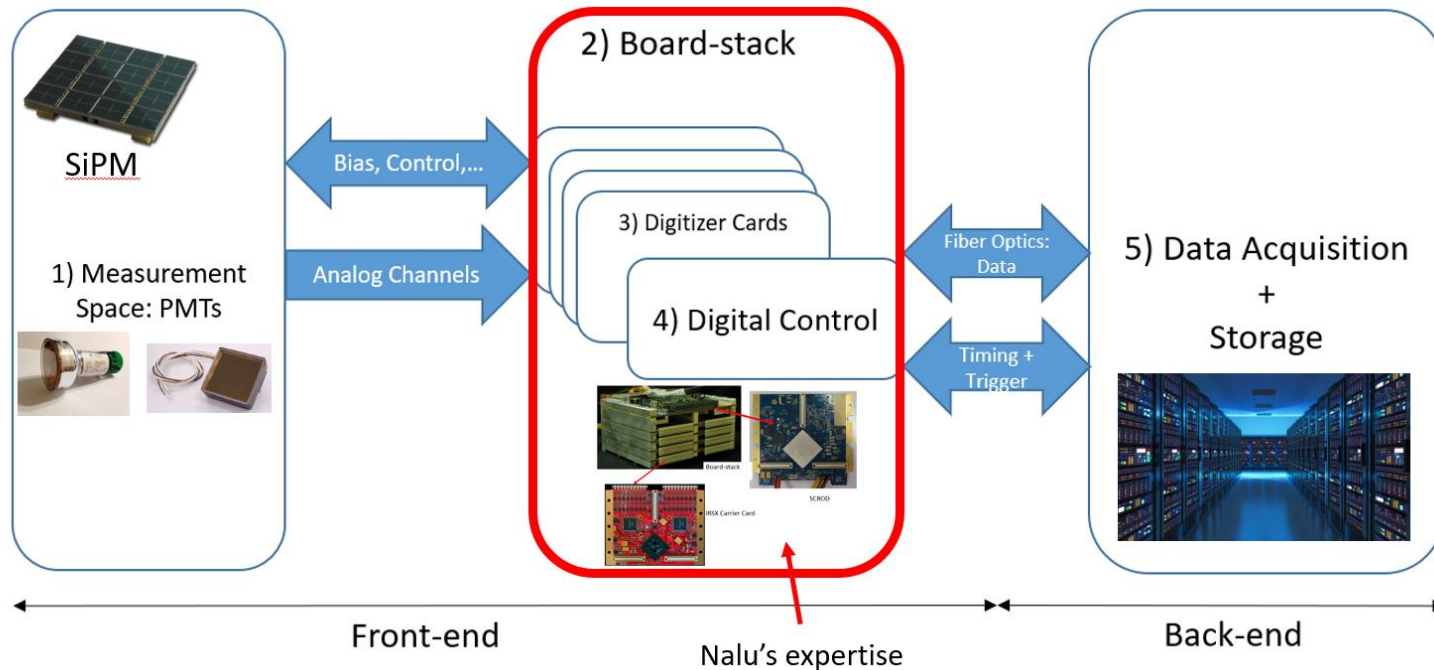 SiPM
1) Measurement
Space: PMTs
Bias, Control,...
Analog Channels
2) Board-stack
3) Digitizer Cards
4) Digital Control
Board-stack
SCROD
IRSX Carrier Card
Fiber Optics:
Data
Timing +
Trigger
5) Data Acquisition
+
Storage
Front-end
Nalu's expertise
Back-end